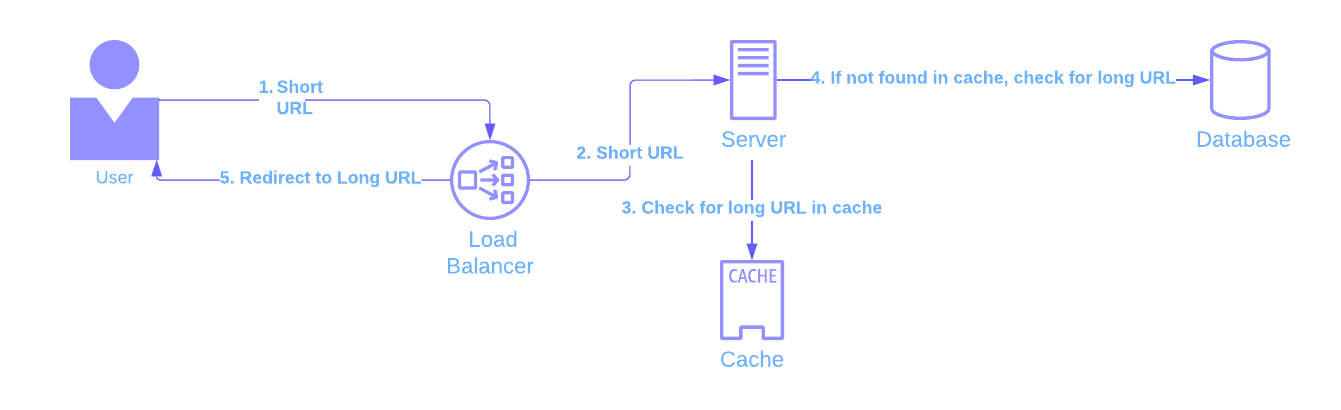 1. Short
URL
4. If not found in cache, check for long URL
Server
Database
2. Short URL
5. Redirect to Long URL
User
3. Check for long URL in cache
Load
Balancer
CACHE
Cache